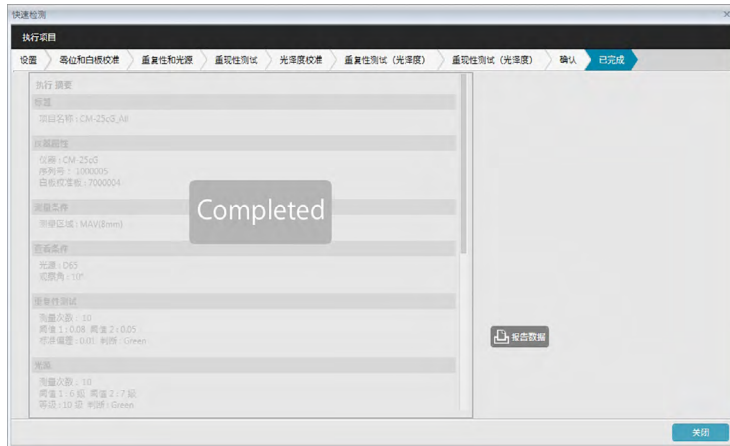 快速检测
执行项目
设置 零位和白板校准 重复性和光源 重现性测试 光泽度校准 重复性测试（光泽度） 重现性测试（光泽度） 确认 已完成
执行 摘要
标签
项目名称 : CM-25cG_All
仪器属性
仪器 : CM-25cG
序列号 : 1000005
白板校准板 : 7000004
测量条件
测量区域 : MAV(8mm)
查看条件
光源 : D65
观察角 : 10°
重复性测试
测量次数 : 10
阈值 1 : 0.08 阈值 2 : 0.05
标准偏差 : 0.01 判断 : Green
光源
测量次数 : 10
阈值 1 : 6 级 阈值 2 : 7 级
等级 : 10 级 判断 : Green
Completed
报告数据
关闭